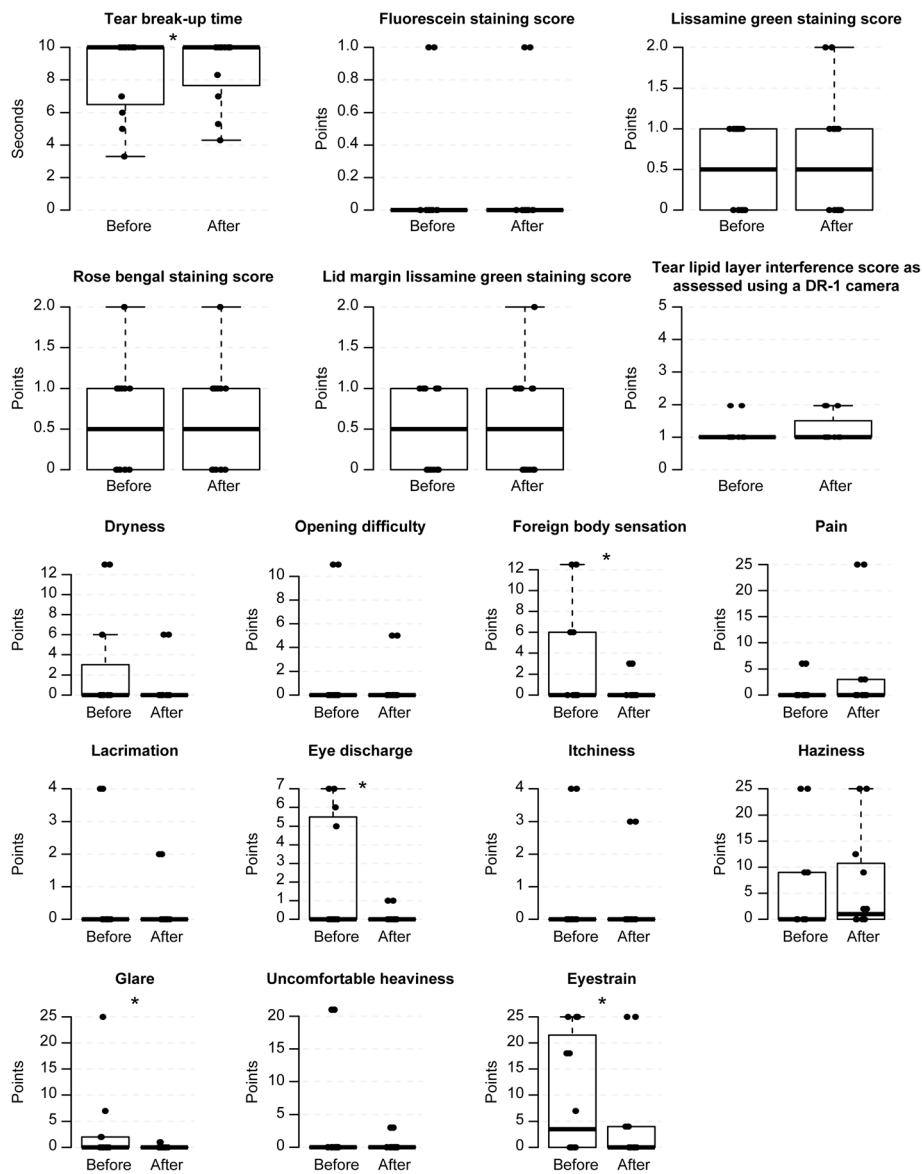 Tear break-up time
Fluorescein staining score
Lissamine green staining score
Seconds
10
8
6
4
2
0
*
Before
After
Points
1.0
0.8
0.6
0.4
0.2
0
Before
After
Points
2.0
1.5
1.0
0.5
0
Before
After
Rose bengal staining score
Lid margin lissamine green staining score
Tear lipid layer interference score as
assessed using a DR-1 camera
Points
2.0
1.5
1.0
0.5
0
Before
After
Points
2.0
1.5
1.0
0.5
0
Before
After
Points
5
4
3
2
1
0
Before
After
Dryness
Opening difficulty
Foreign body sensation
Pain
Points
12
10
8
6
4
2
0
Before
After
Points
10
8
6
4
2
0
Before
After
Points
12
10
8
6
4
2
0
*
Before
After
Points
25
20
15
10
5
0
Before
After
Lacrimation
Eye discharge
Itchiness
Haziness
Points
4
3
2
1
0
Before
After
Points
7
6
5
4
3
2
1
0
*
Before
After
Points
4
3
2
1
0
Before
After
Points
25
20
15
10
5
0
Before
After
Glare
Uncomfortable heaviness
Eyestrain
Points
25
20
15
10
5
0
*
Before
After
Points
20
15
10
5
0
Before
After
Points
25
20
15
10
5
0
*
Before
After